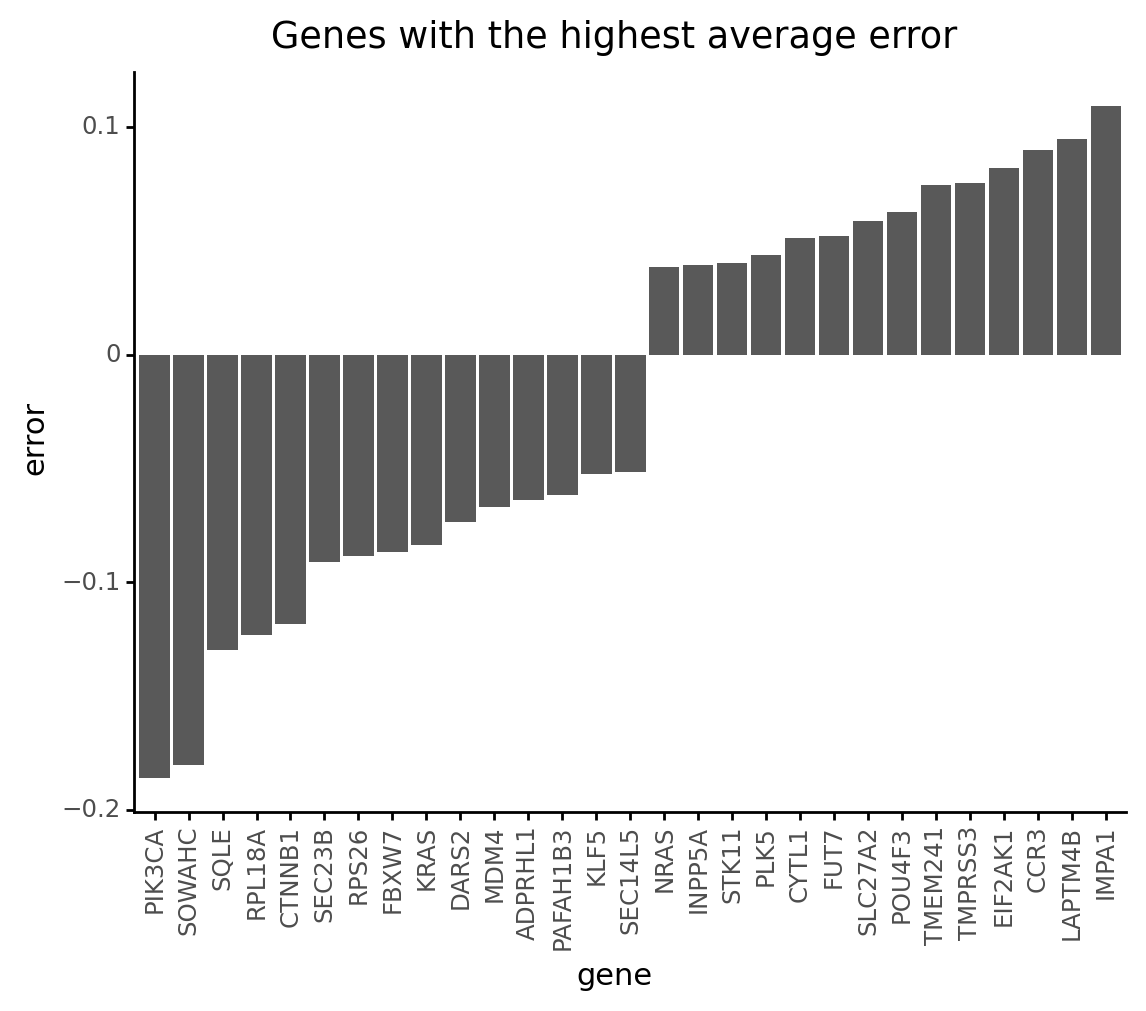 Genes with the highest average error
0.1
0
−0.1
−0.2
error
PIK3CA
SOWAHC
SQLE
RPL18A
CTNNB1
SEC23B
RPS26
FBXW7
KRAS
DARS2
MDM4
ADPRHL1
PAFAH1B3
KLF5
SEC14L5
NRAS
INPP5A
STK11
PLK5
CYTL1
FUT7
SLC27A2
POU4F3
TMEM241
TMPRSS3
EIF2AK1
CCR3
LAPTM4B
IMPA1
gene